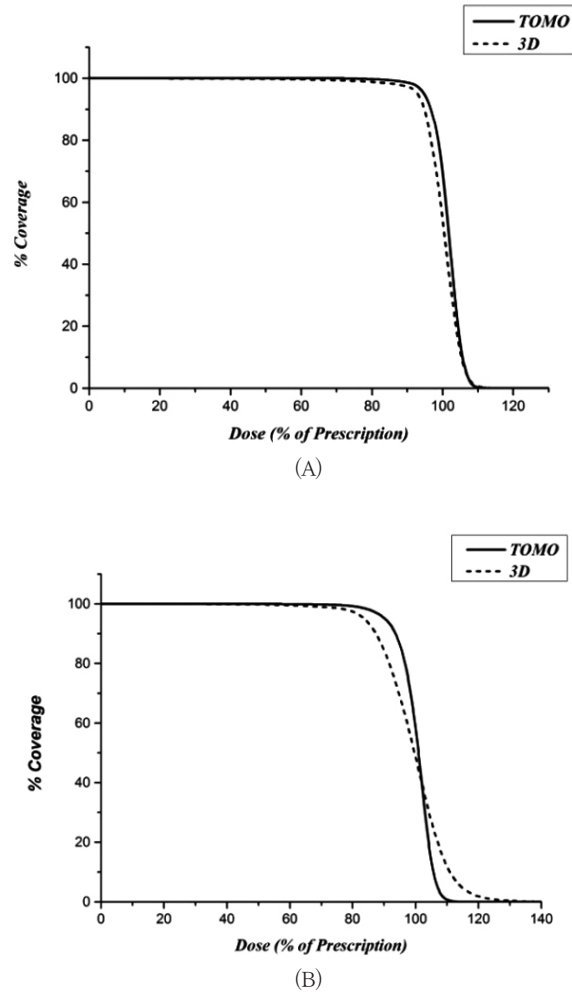 TOMO
3D
100
80
60
40
20
0
% Coverage
0 20 40 60 80 100 120
Dose (% of Prescription)
(A)
TOMO
3D
100
80
60
40
20
0
% Coverage
0 20 40 60 80 100 120 140
Dose (% of Prescription)
(B)